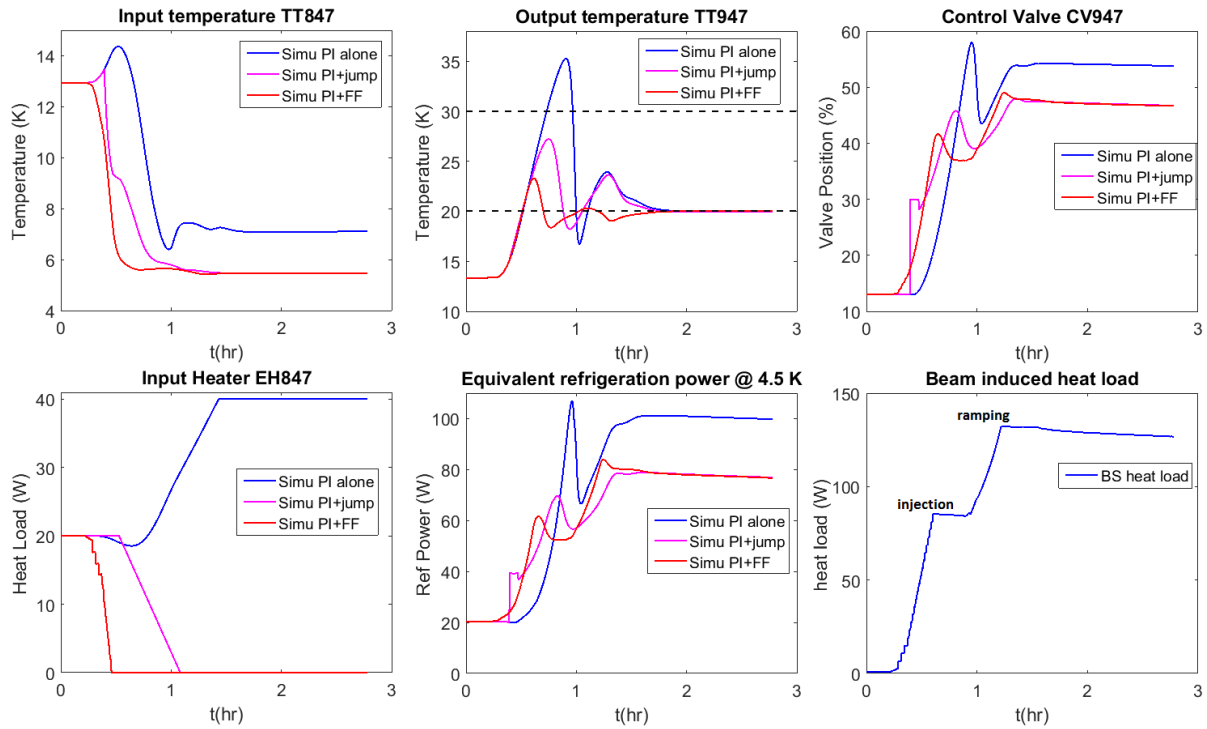 Input temperature TT847
Temperature (K)
14
12
10
8
6
4
0
1
2
3
t(hr)
Simu PI alone
Simu PI+jump
Simu PI+FF
Output temperature TT947
Temperature (K)
35
30
25
20
15
10
0
1
2
3
t(hr)
Simu PI alone
Simu PI+jump
Simu PI+FF
Control Valve CV947
Valve Position (%)
60%
50%
40%
30%
20%
10%
0
1
2
3
t(hr)
Simu PI alone
Simu PI+jump
Simu PI+FF
Input Heater EH847
Heat Load (W)
40
30
20
10
0
0
1
2
3
t(hr)
Simu PI alone
Simu PI+jump
Simu PI+FF
Equivalent refrigeration power @ 4.5 K
Ref Power (W)
100
80
60
40
20
0
0
1
2
3
t(hr)
Simu PI alone
Simu PI+jump
Simu PI+FF
Beam induced heat load
heat load (W)
150
100
50
0
0
1
2
3
t(hr)
ramping
injection
BS heat load